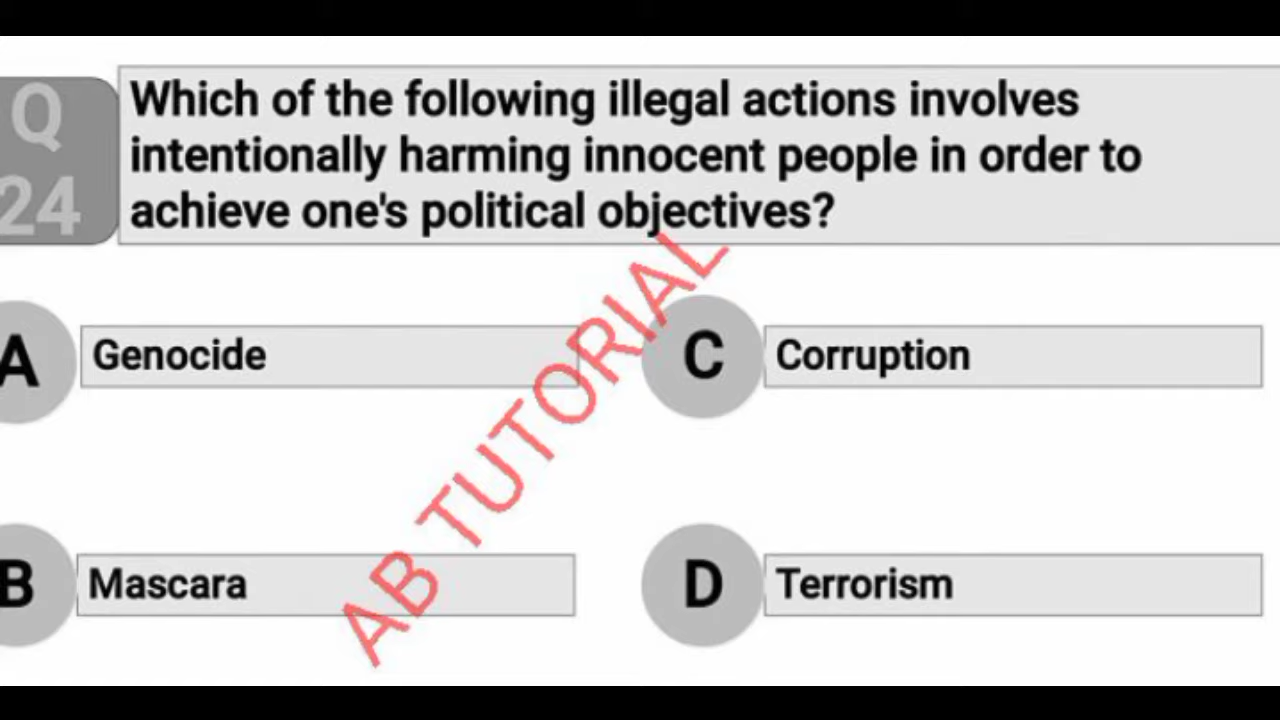 Q
24
Which of the following illegal actions involves
intentionally harming innocent people in order to
achieve one's political objectives?
A
Genocide
C
Corruption
B
Mascara
D
Terrorism
AB TUTORIAL